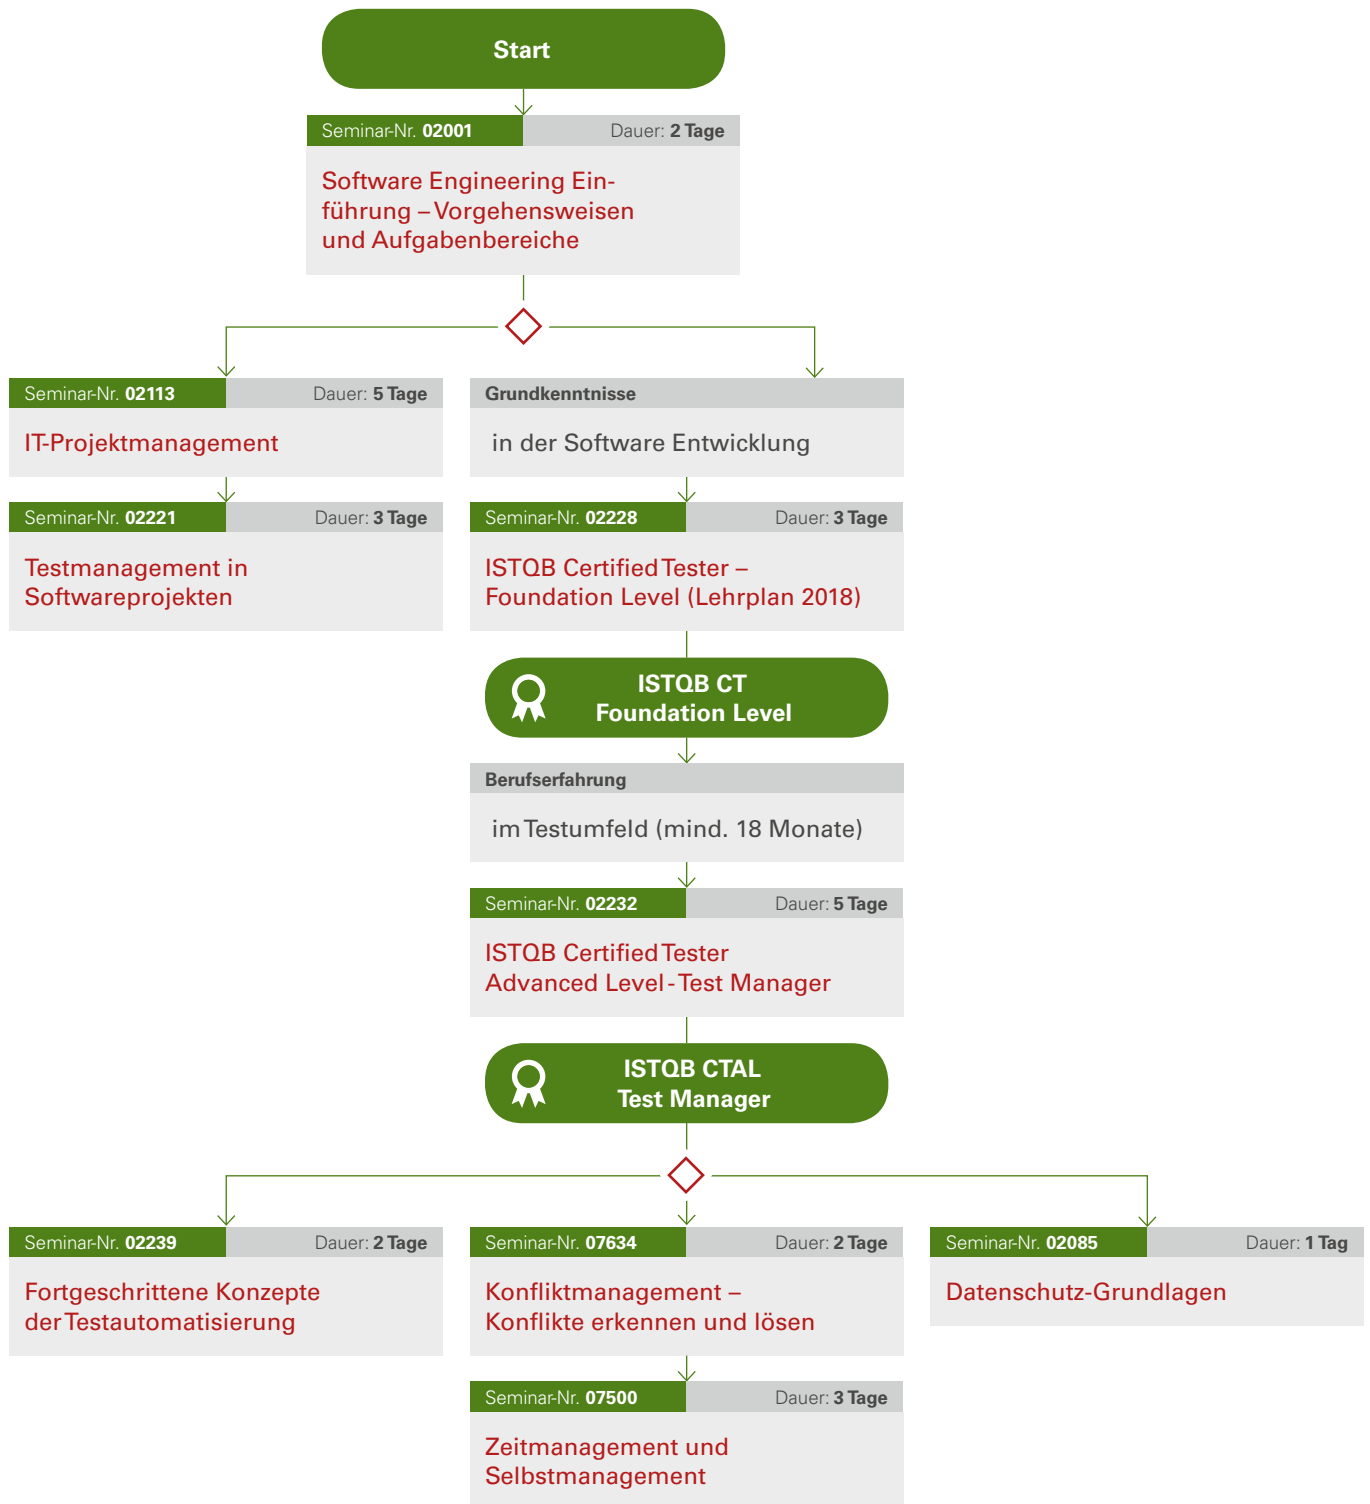 Start
Seminar-Nr. 02001 Dauer: 2 Tage
Software Engineering Ein-
führung – Vorgehensweisen
und Aufgabenbereiche
Seminar-Nr. 02113 Dauer: 5 Tage
IT-Projektmanagement
Seminar-Nr. 02221 Dauer: 3 Tage
Testmanagement in
Softwareprojekten
Grundkenntnisse
in der Software Entwicklung
Seminar-Nr. 02228 Dauer: 3 Tage
ISTQB Certified Tester –
Foundation Level (Lehrplan 2018)
ISTQB CT
Foundation Level
Berufserfahrung
im Testumfeld (mind. 18 Monate)
Seminar-Nr. 02232 Dauer: 5 Tage
ISTQB Certified Tester
Advanced Level - Test Manager
ISTQB CTAL
Test Manager
Seminar-Nr. 02239 Dauer: 2 Tage
Fortgeschrittene Konzepte
der Testautomatisierung
Seminar-Nr. 07634 Dauer: 2 Tage
Konfliktmanagement –
Konflikte erkennen und lösen
Seminar-Nr. 07500 Dauer: 3 Tage
Zeitmanagement und
Selbstmanagement
Seminar-Nr. 02085 Dauer: 1 Tag
Datenschutz-Grundlagen